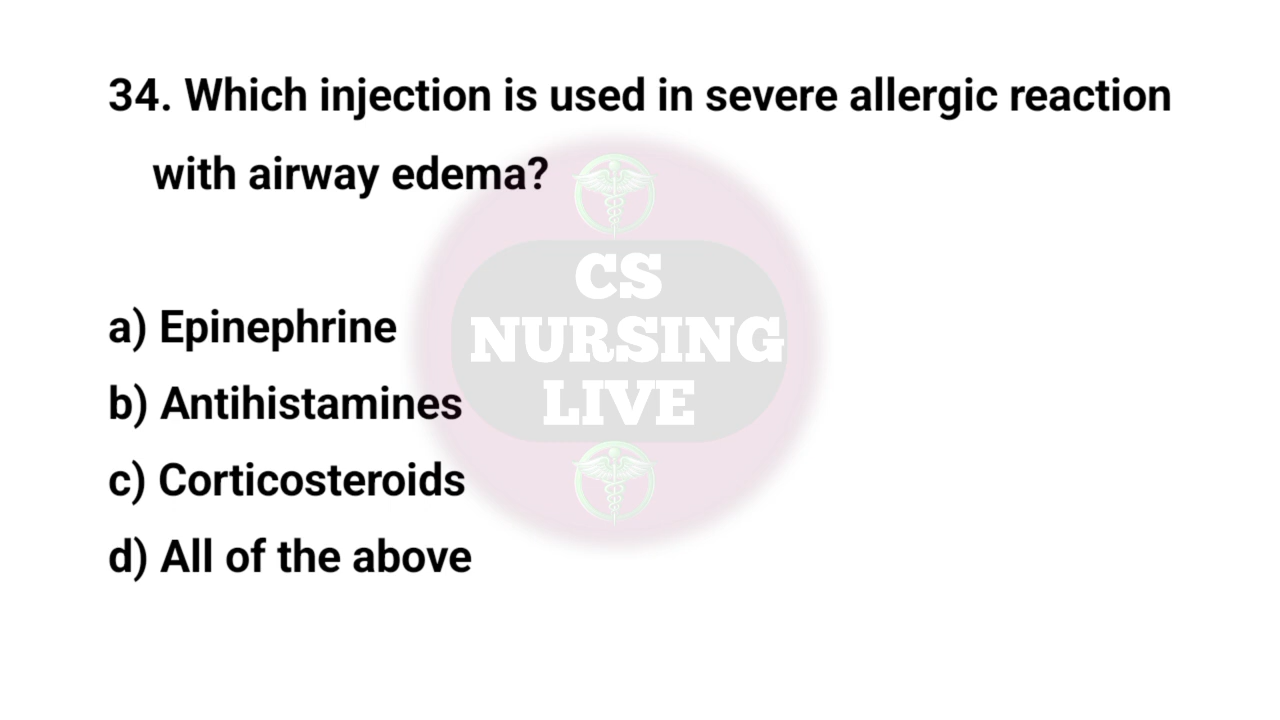 34. Which injection is used in severe allergic reaction
with airway edema?
CS
NURSING
LIVE
a) Epinephrine
b) Antihistamines
c) Corticosteroids
d) All of the above